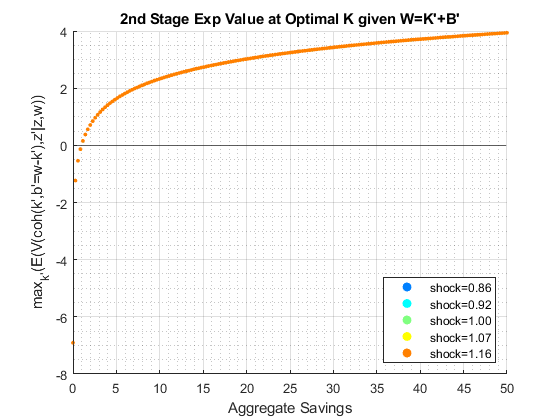 2nd Stage Exp Value at Optimal K given W=K'+B'
4
2
0
-2
-4
-6
-8
max_k'(E(V(coh(k',b'=w-k'),z'|z,w))
0 5 10 15 20 25 30 35 40 45 50
Aggregate Savings
shock=0.86
shock=0.92
shock=1.00
shock=1.07
shock=1.16